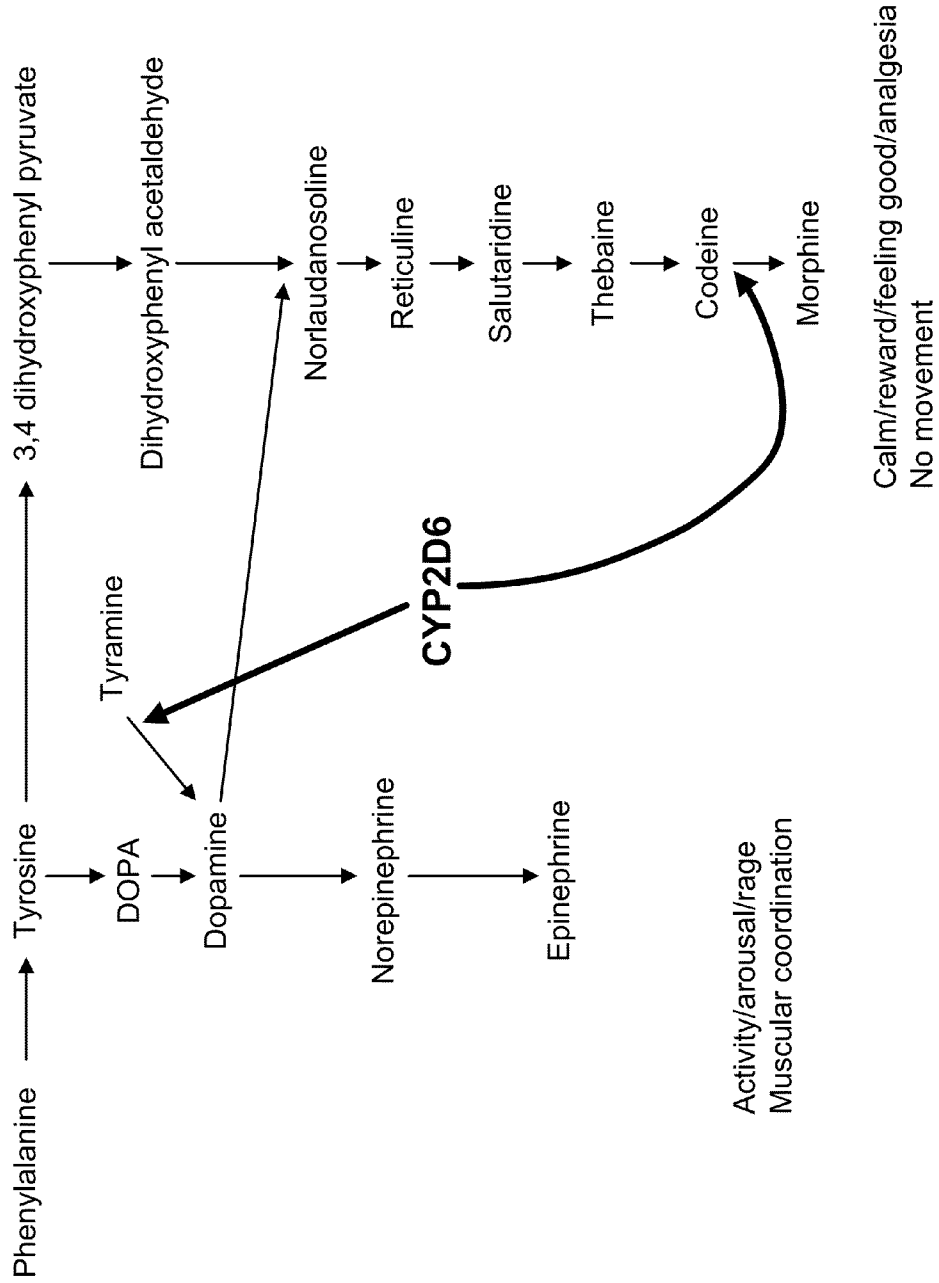 Phenylalanine
Tyrosine
3,4 dihydroxyphenyl pyruvate
DOPA
Tyramine
Dihydroxyphenyl acetaldehyde
Dopamine
Norlaudanosoline
Norepinephrine
Reticuline
CYP2D6
Salutaridine
Epinephrine
Thebaine
Codeine
Morphine
Activity/arousal/rage
Muscular coordination
Calm/reward/feeling good/analgesia
No movement